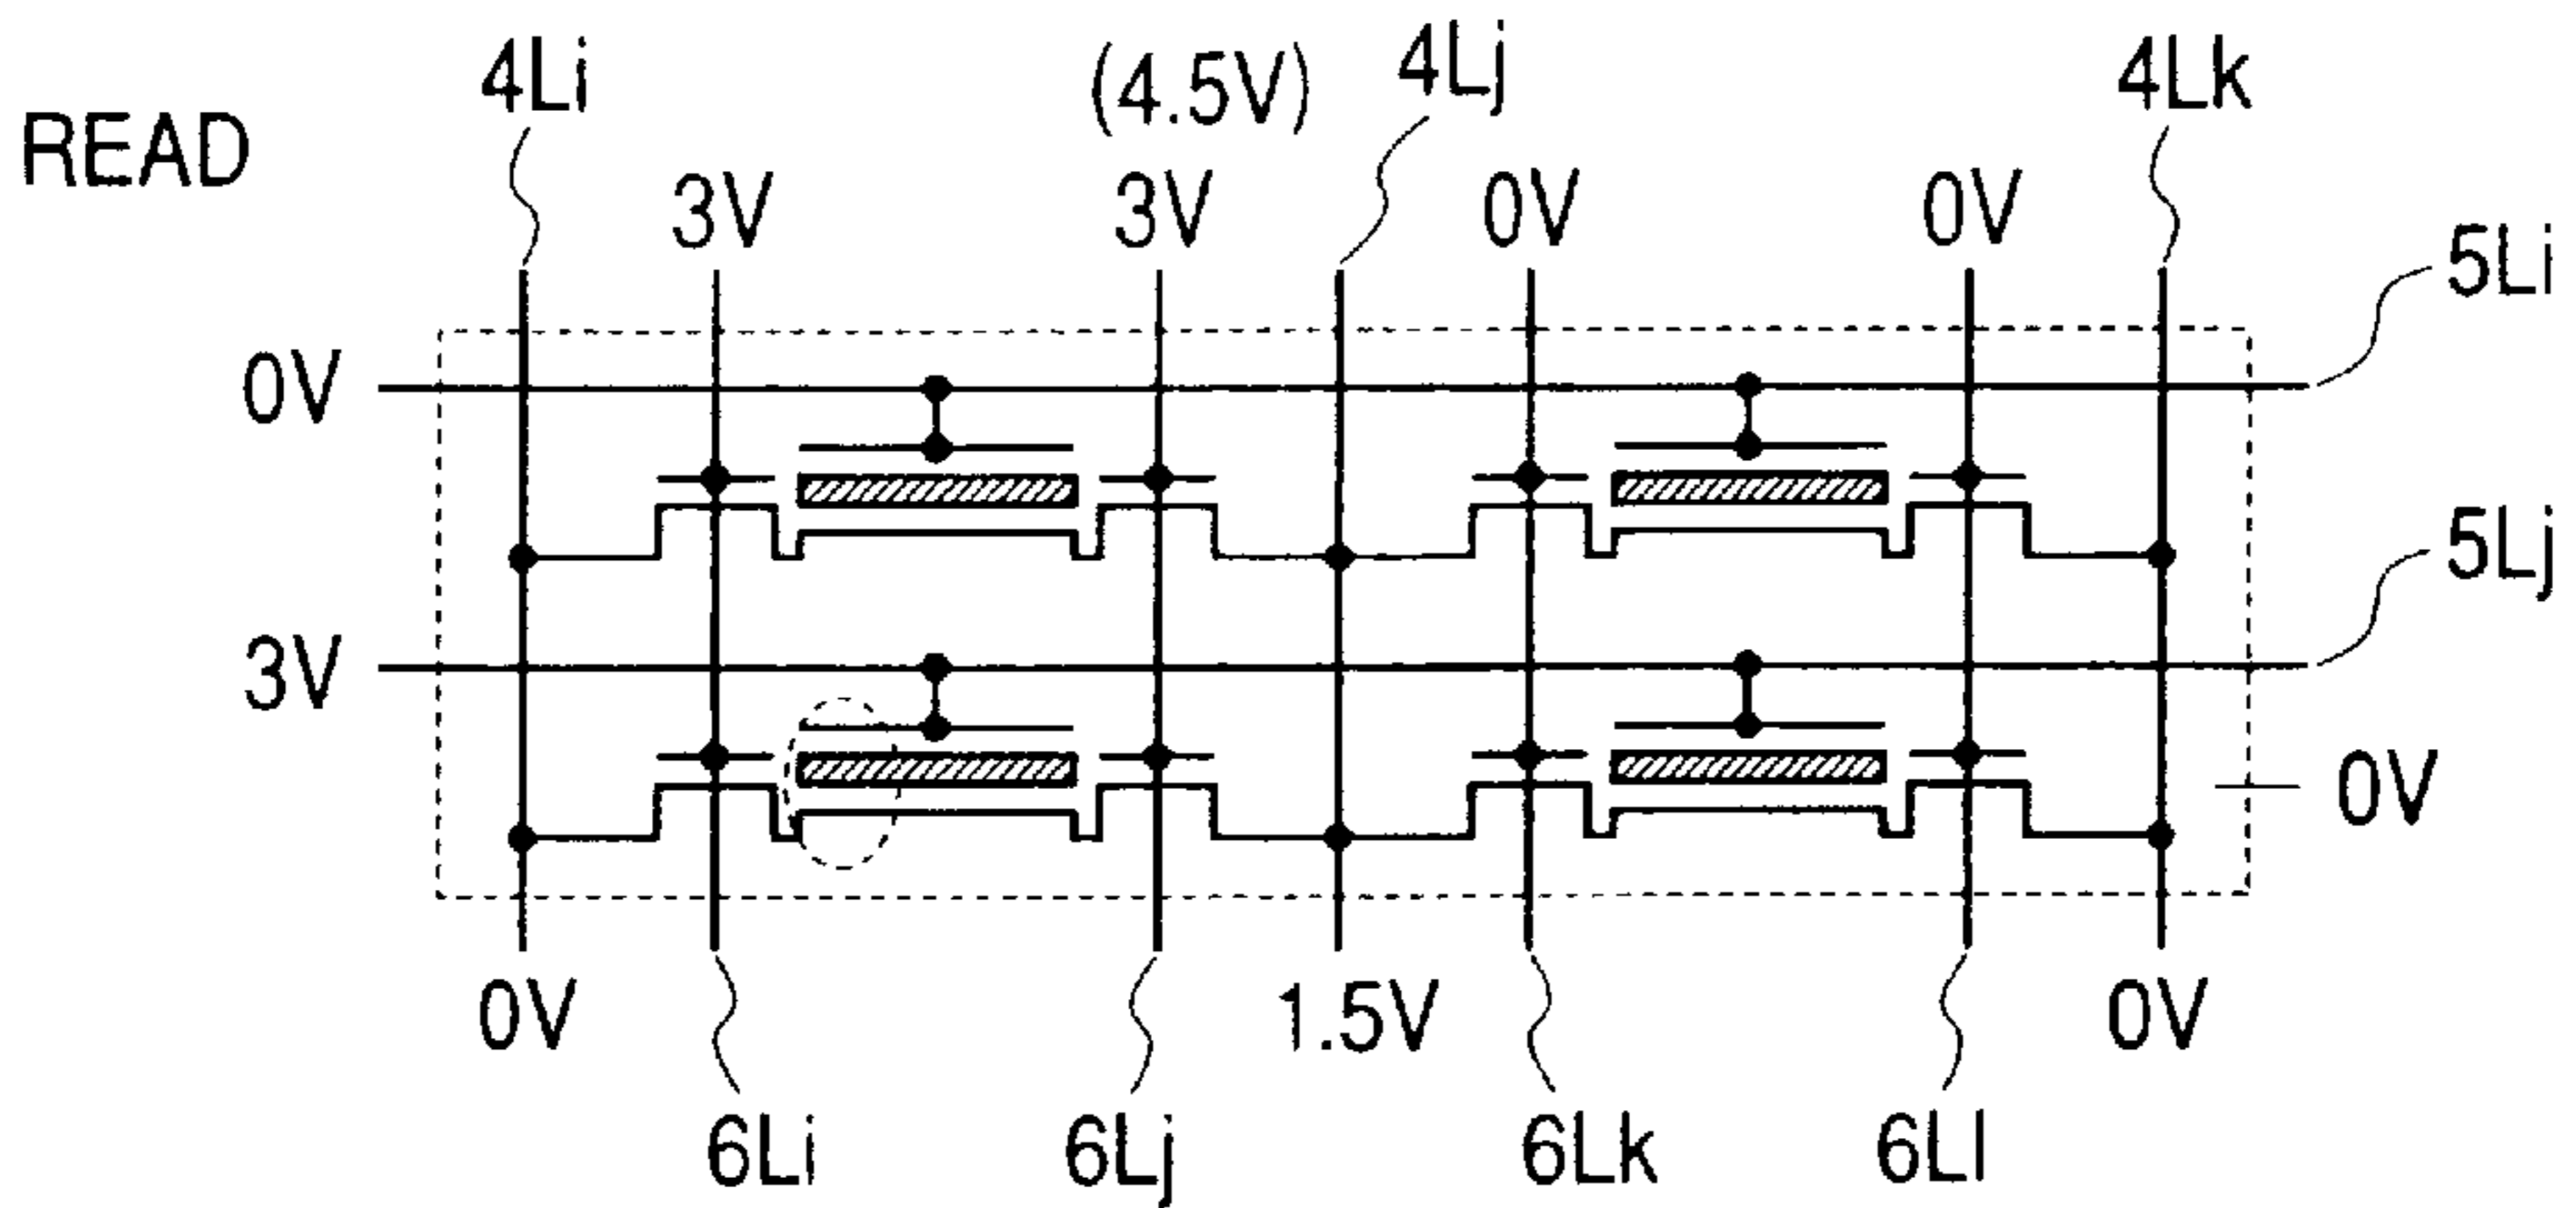 READ
4Li
(4.5V)
4Lj
4Lk
3V
3V
0V
0V
5Li
0V
5Lj
3V
0V
0V
1.5V
0V
6Li
6Lj
6Lk
6Ll